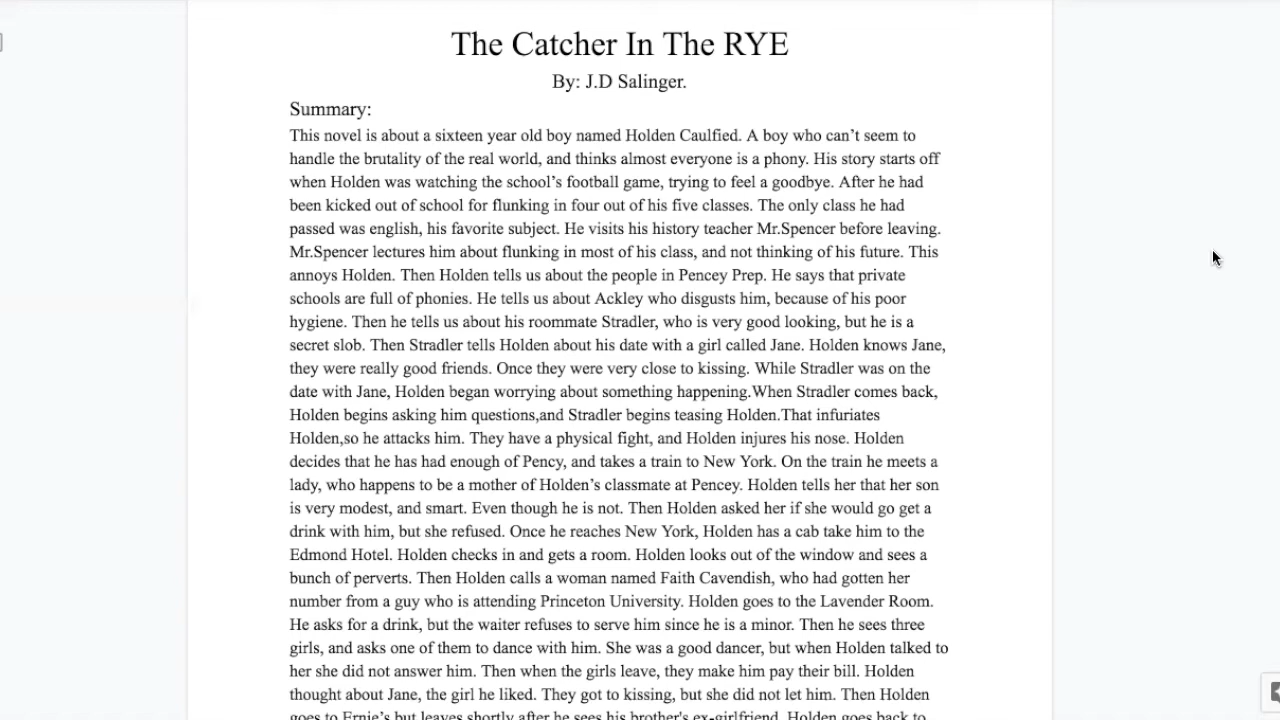 The Catcher In The RYE
By: J.D Salinger.
Summary:
This novel is about a sixteen year old boy named Holden Caulfied. A boy who can’t seem to
handle the brutality of the real world, and thinks almost everyone is a phony. His story starts off
when Holden was watching the school’s football game, trying to feel a goodbye. After he had
been kicked out of school for flunking in four out of his five classes. The only class he had
passed was english, his favorite subject. He visits his history teacher Mr.Spencer before leaving.
Mr.Spencer lectures him about flunking in most of his class, and not thinking of his future. This
annoys Holden. Then Holden tells us about the people in Pencey Prep. He says that private
schools are full of phonies. He tells us about Ackley who disgusts him, because of his poor
hygiene. Then he tells us about his roommate Stradler, who is very good looking, but he is a
secret slob. Then Stradler tells Holden about his date with a girl called Jane. Holden knows Jane,
they were really good friends. Once they were very close to kissing. While Stradler was on the
date with Jane, Holden began worrying about something happening.When Stradler comes back,
Holden begins asking him questions,and Stradler begins teasing Holden.That infuriates
Holden,so he attacks him. They have a physical fight, and Holden injures his nose. Holden
decides that he has had enough of Pency, and takes a train to New York. On the train he meets a
lady, who happens to be a mother of Holden’s classmate at Pencey. Holden tells her that her son
is very modest, and smart. Even though he is not. Then Holden asked her if she would go get a
drink with him, but she refused. Once he reaches New York, Holden has a cab take him to the
Edmond Hotel. Holden checks in and gets a room. Holden looks out of the window and sees a
bunch of perverts. Then Holden calls a woman named Faith Cavendish, who had gotten her
number from a guy who is attending Princeton University. Holden goes to the Lavender Room.
He asks for a drink, but the waiter refuses to serve him since he is a minor. Then he sees three
girls, and asks one of them to dance with him. She was a good dancer, but when Holden talked to
her she did not answer him. Then when the girls leave, they make him pay their bill. Holden
thought about Jane, the girl he liked. They got to kissing, but she did not let him. Then Holden
goes to Ernie’s but leaves shortly after he sees his brother's ex-girlfriend. Holden goes back to